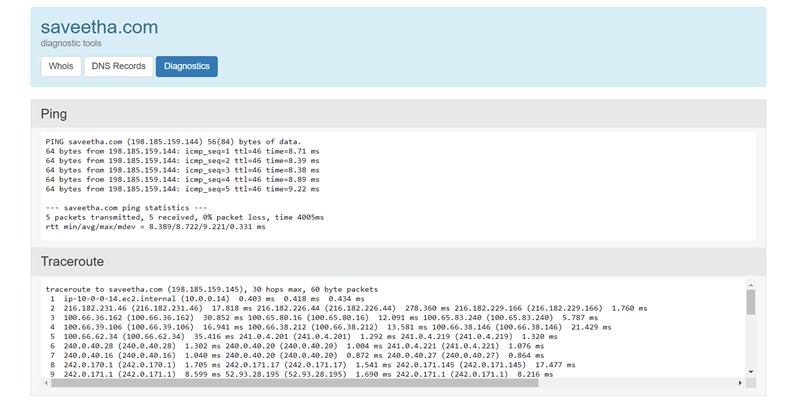 saveetha.com
diagnostic tools
Whois DNS Records Diagnostics
Ping
PING saveetha.com (198.185.159.144) 56(84) bytes of data.
64 bytes from 198.185.159.144: icmp_seq=1 ttl=46 time=8.71 ms
64 bytes from 198.185.159.144: icmp_seq=2 ttl=46 time=8.39 ms
64 bytes from 198.185.159.144: icmp_seq=3 ttl=46 time=8.38 ms
64 bytes from 198.185.159.144: icmp_seq=4 ttl=46 time=8.89 ms
64 bytes from 198.185.159.144: icmp_seq=5 ttl=46 time=9.22 ms
--- saveetha.com ping statistics ---
5 packets transmitted, 5 received, 0% packet loss, time 4005ms
rtt min/avg/max/mdev = 8.389/8.722/9.221/0.331 ms
Traceroute
traceroute to saveetha.com (198.185.159.145), 30 hops max, 60 byte packets
1 ip-10-0-0-14.ec2.internal (10.0.0.14) 0.403 ms 0.418 ms 0.434 ms
2 216.182.231.46 (216.182.231.46) 17.818 ms 216.182.226.44 (216.182.226.44) 278.360 ms 216.182.229.166 (216.182.229.166) 1.760 ms
3 100.66.36.162 (100.66.36.162) 30.852 ms 100.65.80.16 (100.65.80.16) 12.091 ms 100.65.83.240 (100.65.83.240) 5.787 ms
4 100.66.39.106 (100.66.39.106) 16.941 ms 100.66.38.212 (100.66.38.212) 13.581 ms 100.66.38.146 (100.66.38.146) 21.429 ms
5 100.66.62.34 (100.66.62.34) 35.416 ms 241.0.4.201 (241.0.4.201) 1.292 ms 241.0.4.219 (241.0.4.219) 1.320 ms
6 240.0.40.28 (240.0.40.28) 1.302 ms 240.0.40.20 (240.0.40.20) 1.004 ms 241.0.4.221 (241.0.4.221) 1.076 ms
7 240.0.40.16 (240.0.40.16) 1.040 ms 240.0.40.20 (240.0.40.20) 0.872 ms 240.0.40.27 (240.0.40.27) 0.864 ms
8 242.0.170.1 (242.0.170.1) 1.705 ms 242.0.171.17 (242.0.171.17) 1.541 ms 242.0.171.145 (242.0.171.145) 17.477 ms
9 242.0.171.1 (242.0.171.1) 8.599 ms 52.93.28.195 (52.93.28.195) 1.690 ms 242.0.171.1 (242.0.171.1) 8.216 ms